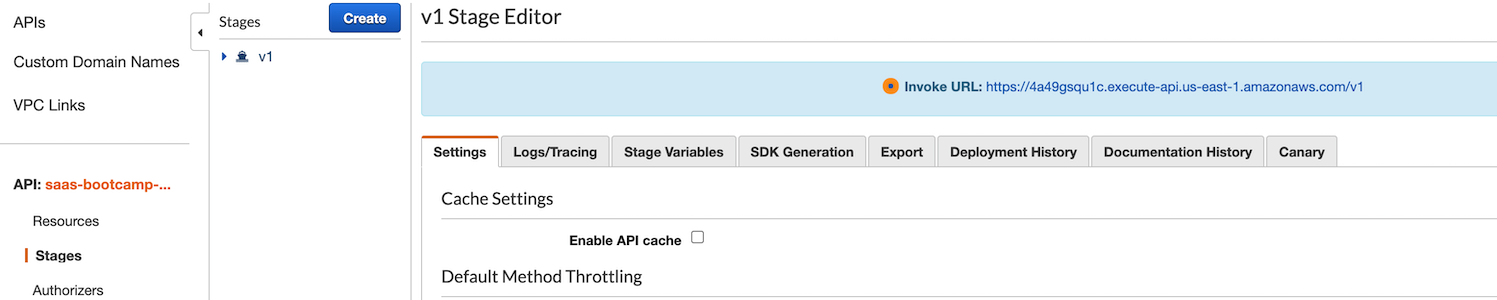 APIs
Custom Domain Names
VPC Links
API: saas-bootcamp-...
Resources
Stages
Authorizers
Stages
Create
v1
v1 Stage Editor
Invoke URL: https://4a49gsqu1c.execute-api.us-east-1.amazonaws.com/v1
Settings Logs/Tracing Stage Variables SDK Generation Export Deployment History Documentation History Canary
Cache Settings
Enable API cache
Default Method Throttling